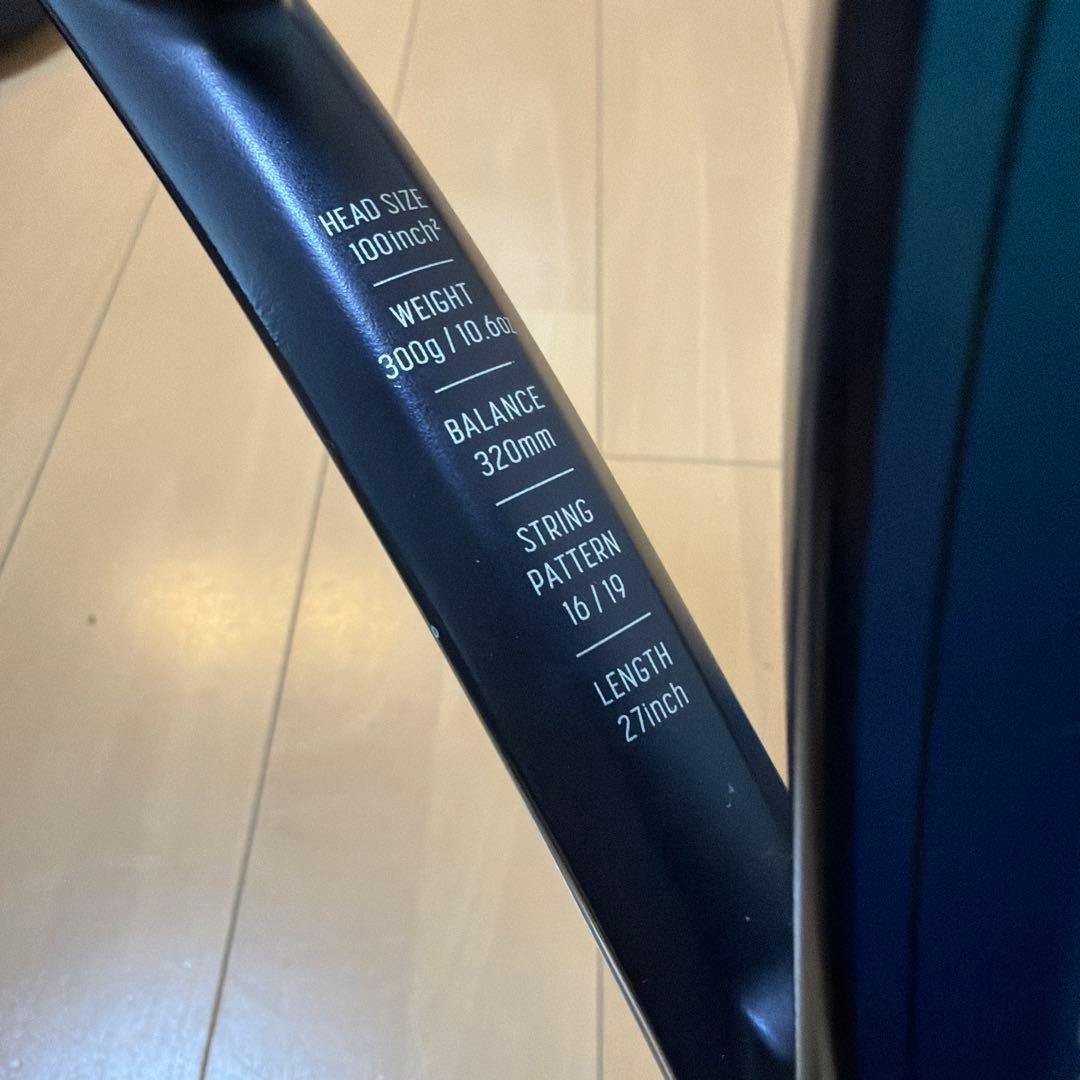 HEAD SIZE
100inch²
WEIGHT
300g / 10.6oz
BALANCE
320mm
STRING
PATTERN
16 / 19
LENGTH
27inch